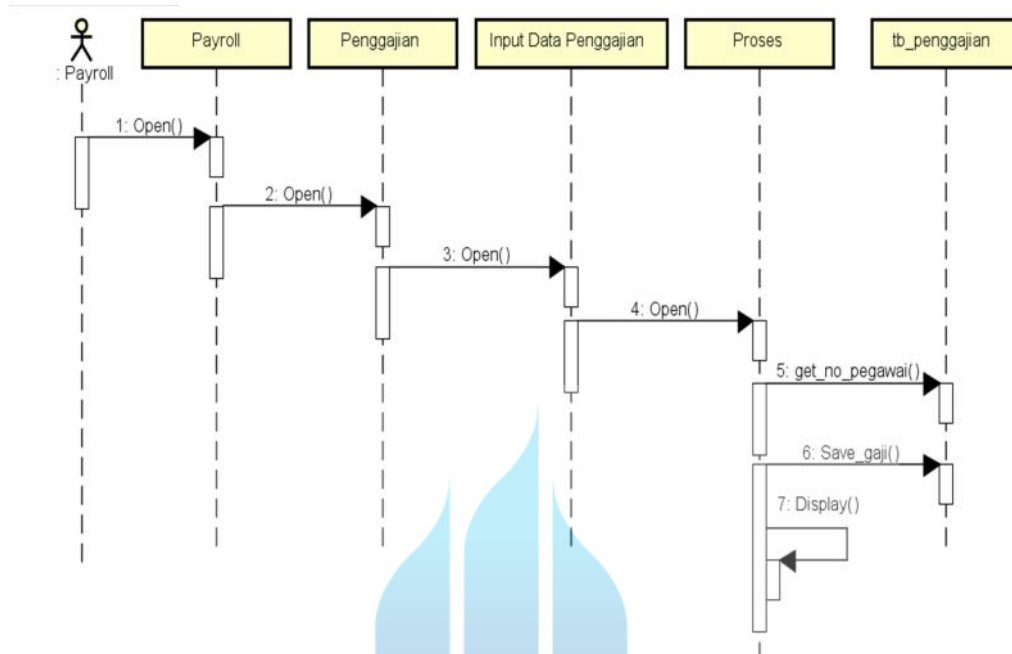 : Payroll
Payroll
Penggajian
Input Data Penggajian
Proses
tb_penggajian
1: Open()
2: Open()
3: Open()
4: Open()
5: get_no_pegawai()
6: Save_gaji()
7: Display()